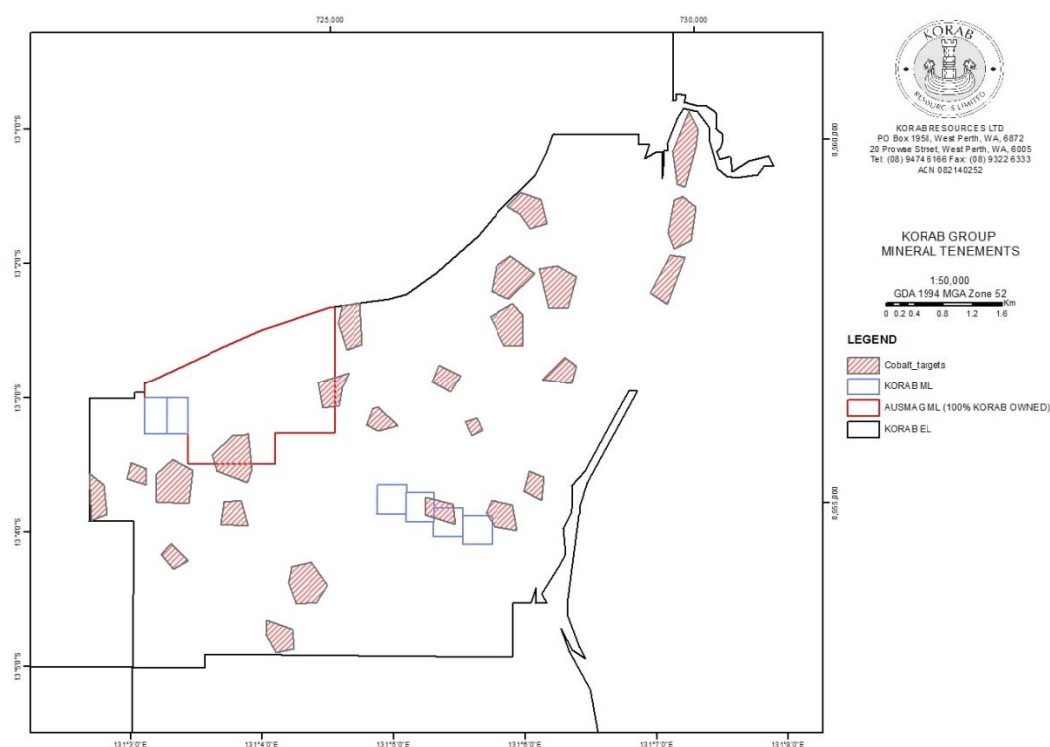 725,000
730,000
13°1'0"S
13°2'0"S
13°3'0"S
13°4'0"S
13°5'0"S
8,560,000
8,555,000
131°3'0"E
131°4'0"E
131°5'0"E
131°6'0"E
131°7'0"E
131°8'0"E
KORAB
RESOURCES LIMITED
KORAB RESOURCES LTD
PO Box 1958, West Perth, WA, 6872
20 Prowse Street, West Perth, WA, 6005
Tel: (08) 9474 6166 Fax: (08) 9322 6333
ACN 082140252
KORAB GROUP
MINERAL TENEMENTS
1:50,000
GDA 1994 MGA Zone 52
Km
0 0.2 0.4 0.8 1.2 1.6
LEGEND
Cobalt_targets
KORAB ML
AUSMAG ML (100% KORAB OWNED)
KORAB EL